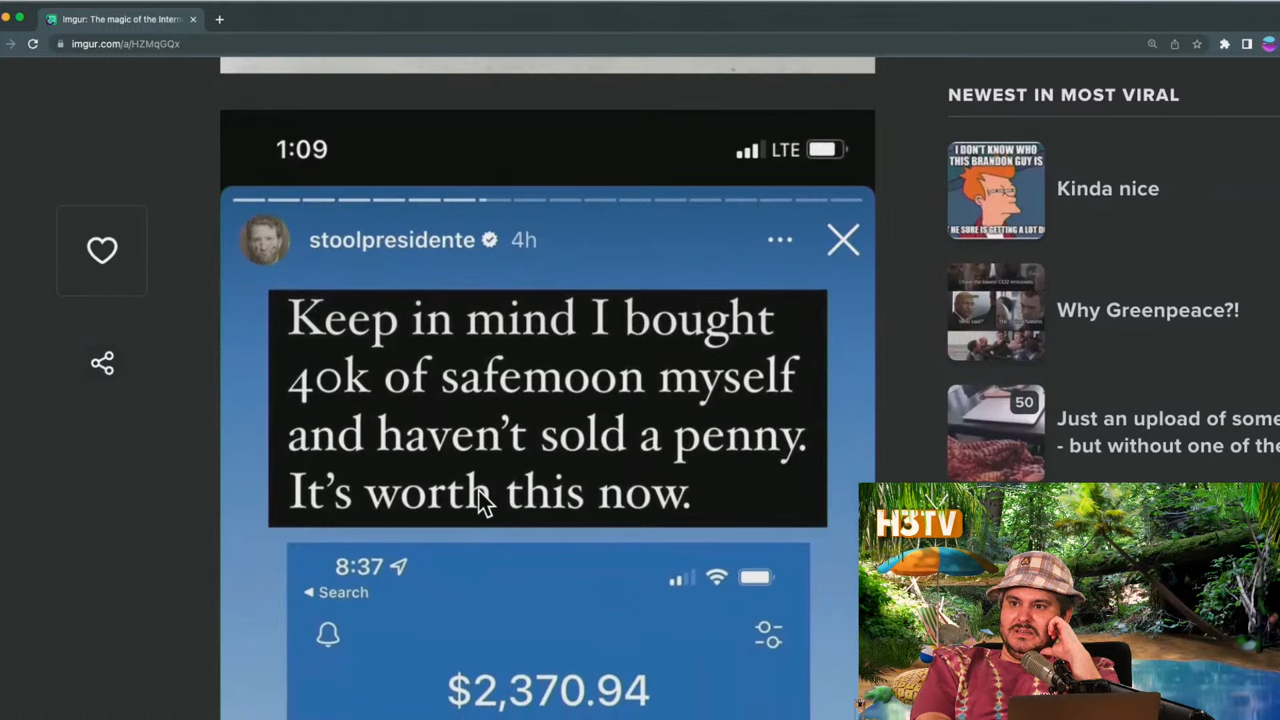 Imgur: The magic of the Intern
imgur.com/a/HZMqGQx
NEWEST IN MOST VIRAL
1:09
LTE
I DON'T KNOW WHO
THIS BRANDON GUY IS
HE SURE IS GETTING A LOT
Kinda nice
stoolpresidente 4h
Keep in mind I bought
40k of safemoon myself
and haven't sold a penny.
It's worth this now.
Why Greenpeace?!
50
Just an upload of some
- but without one of the
8:37
Search
$2,370.94
H3TV